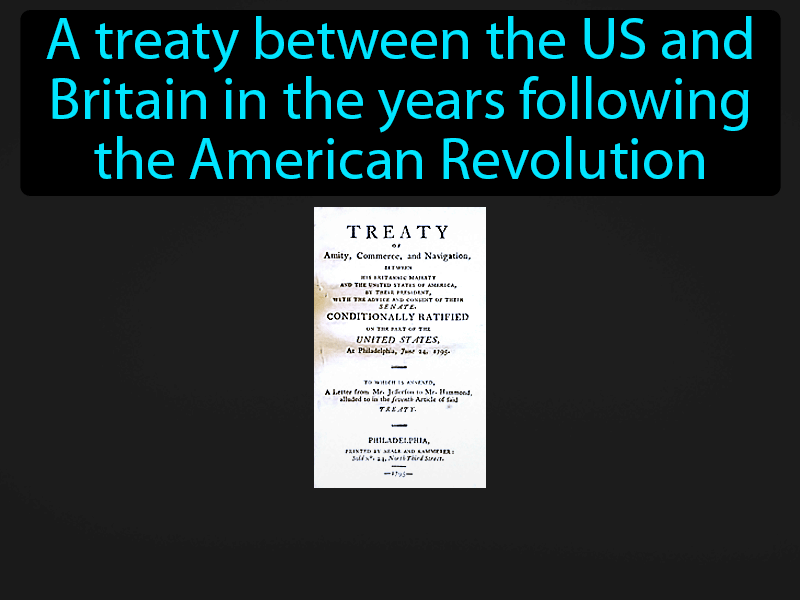 A treaty between the US and
Britain in the years following
the American Revolution
TREATY
OF
Amity, Commerce, and Navigation,
BETWEEN
HIS BRITANNIC MAJESTY
AND THE UNITED STATES OF AMERICA,
BY THEIR PRESIDENT,
WITH THE ADVICE AND CONSENT OF THEIR
SENATE.
CONDITIONALLY RATIFIED
ON THE PART OF THE
UNITED STATES,
At Philadelphia, June 24, 1795.
TO WHICH IS ANNEXED,
A Letter from Mr. Jefferson to Mr. Hammond,
alluded to in the seventh Article of said
TREATY.
PHILADELPHIA,
PRINTED BY NEALE AND KAMMERER:
Sold No. 24, North Third Street.
—1795—